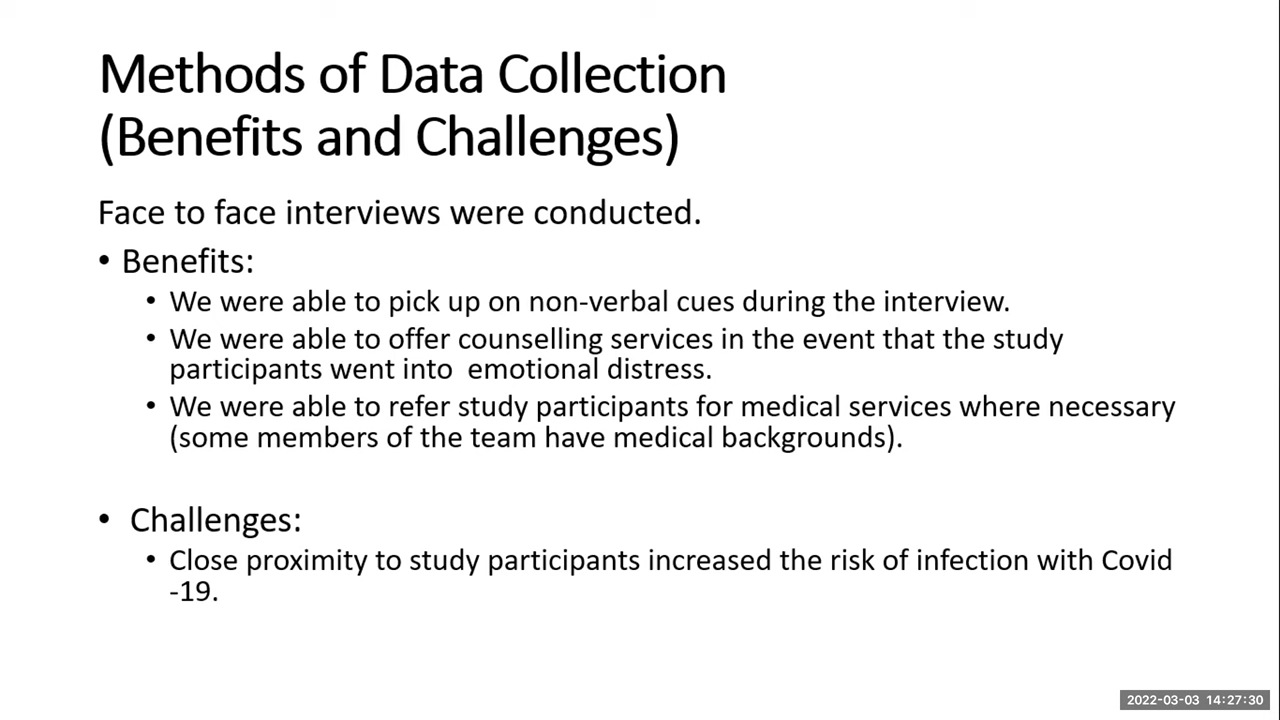 Methods of Data Collection
(Benefits and Challenges)
Face to face interviews were conducted.
• Benefits:
• We were able to pick up on non-verbal cues during the interview.
• We were able to offer counselling services in the event that the study
participants went into  emotional distress.
• We were able to refer study participants for medical services where necessary
(some members of the team have medical backgrounds).
• Challenges:
• Close proximity to study participants increased the risk of infection with Covid
-19.
2022-03-03 14:27:30